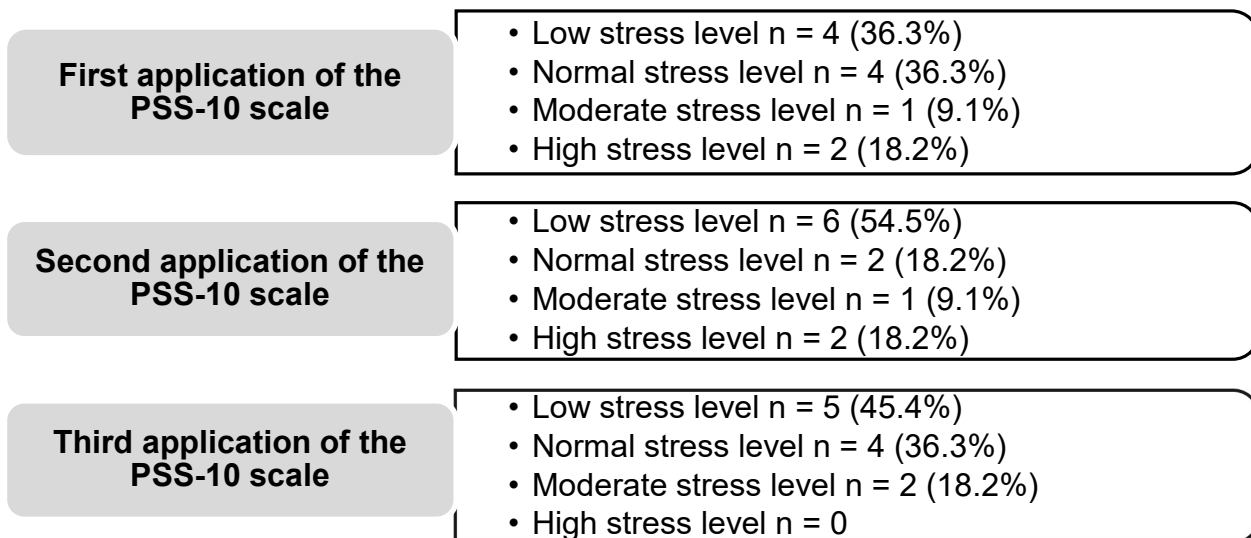 First application of the
PSS-10 scale
• Low stress level n = 4 (36.3%)
• Normal stress level n = 4 (36.3%)
• Moderate stress level n = 1 (9.1%)
• High stress level n = 2 (18.2%)
Second application of the
PSS-10 scale
• Low stress level n = 6 (54.5%)
• Normal stress level n = 2 (18.2%)
• Moderate stress level n = 1 (9.1%)
• High stress level n = 2 (18.2%)
Third application of the
PSS-10 scale
• Low stress level n = 5 (45.4%)
• Normal stress level n = 4 (36.3%)
• Moderate stress level n = 2 (18.2%)
• High stress level n = 0